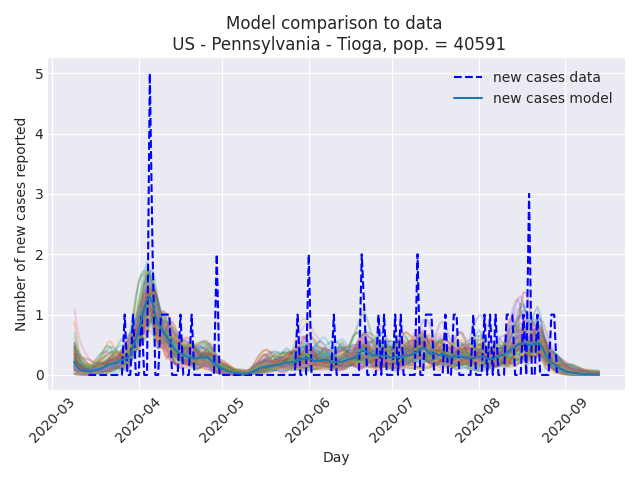 Model comparison to data
US - Pennsylvania - Tioga, pop. = 40591
new cases data
new cases model
Number of new cases reported
5
4
3
2
1
0
2020-03
2020-04
2020-05
2020-06
2020-07
2020-08
2020-09
Day